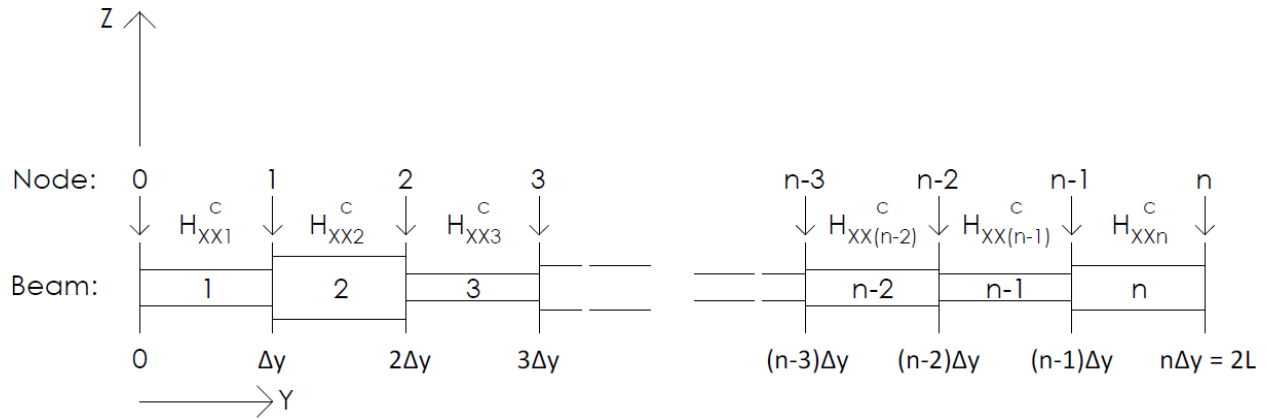 Z
Node: 0 1 2 3 n-3 n-2 n-1 n
H^C_XX1 H^C_XX2 H^C_XX3 H^C_XX(n-2) H^C_XX(n-1) H^C_XXn
Beam: 1 2 3 n-2 n-1 n
0 Δy 2Δy 3Δy (n-3)Δy (n-2)Δy (n-1)Δy nΔy = 2L
Y